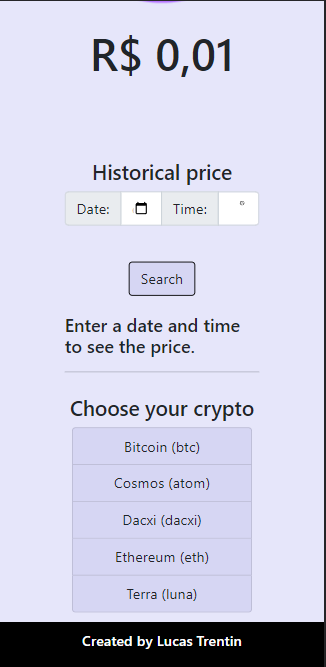 R$ 0,01
Historical price
Date: Time:
Search
Enter a date and time
to see the price.
Choose your crypto
Bitcoin (btc)
Cosmos (atom)
Dacxi (dacxi)
Ethereum (eth)
Terra (luna)
Created by Lucas Trentin